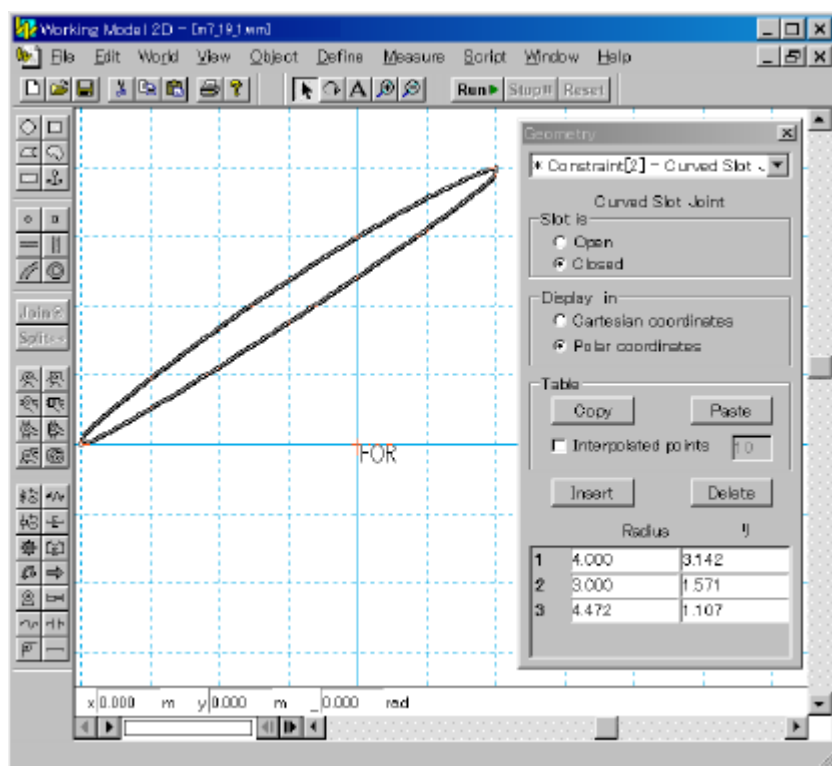 Working Model 2D - [m7_19_1.wm]
File Edit World View Object Define Measure Script Window Help
A Run Stop Reset
Geometry
* Constraint[2] - Curved Slot
Curved Slot Joint
Slot is
Open
Closed
Display in
Cartesian coordinates
Polar coordinates
Table
Copy Paste
Interpolated points 10
Insert Delete
Radius
1 4.000 3.142
2 3.000 1.571
3 4.472 1.107
Join
Split
FOR
x 0.000 m y 0.000 m _ 0.000 rad